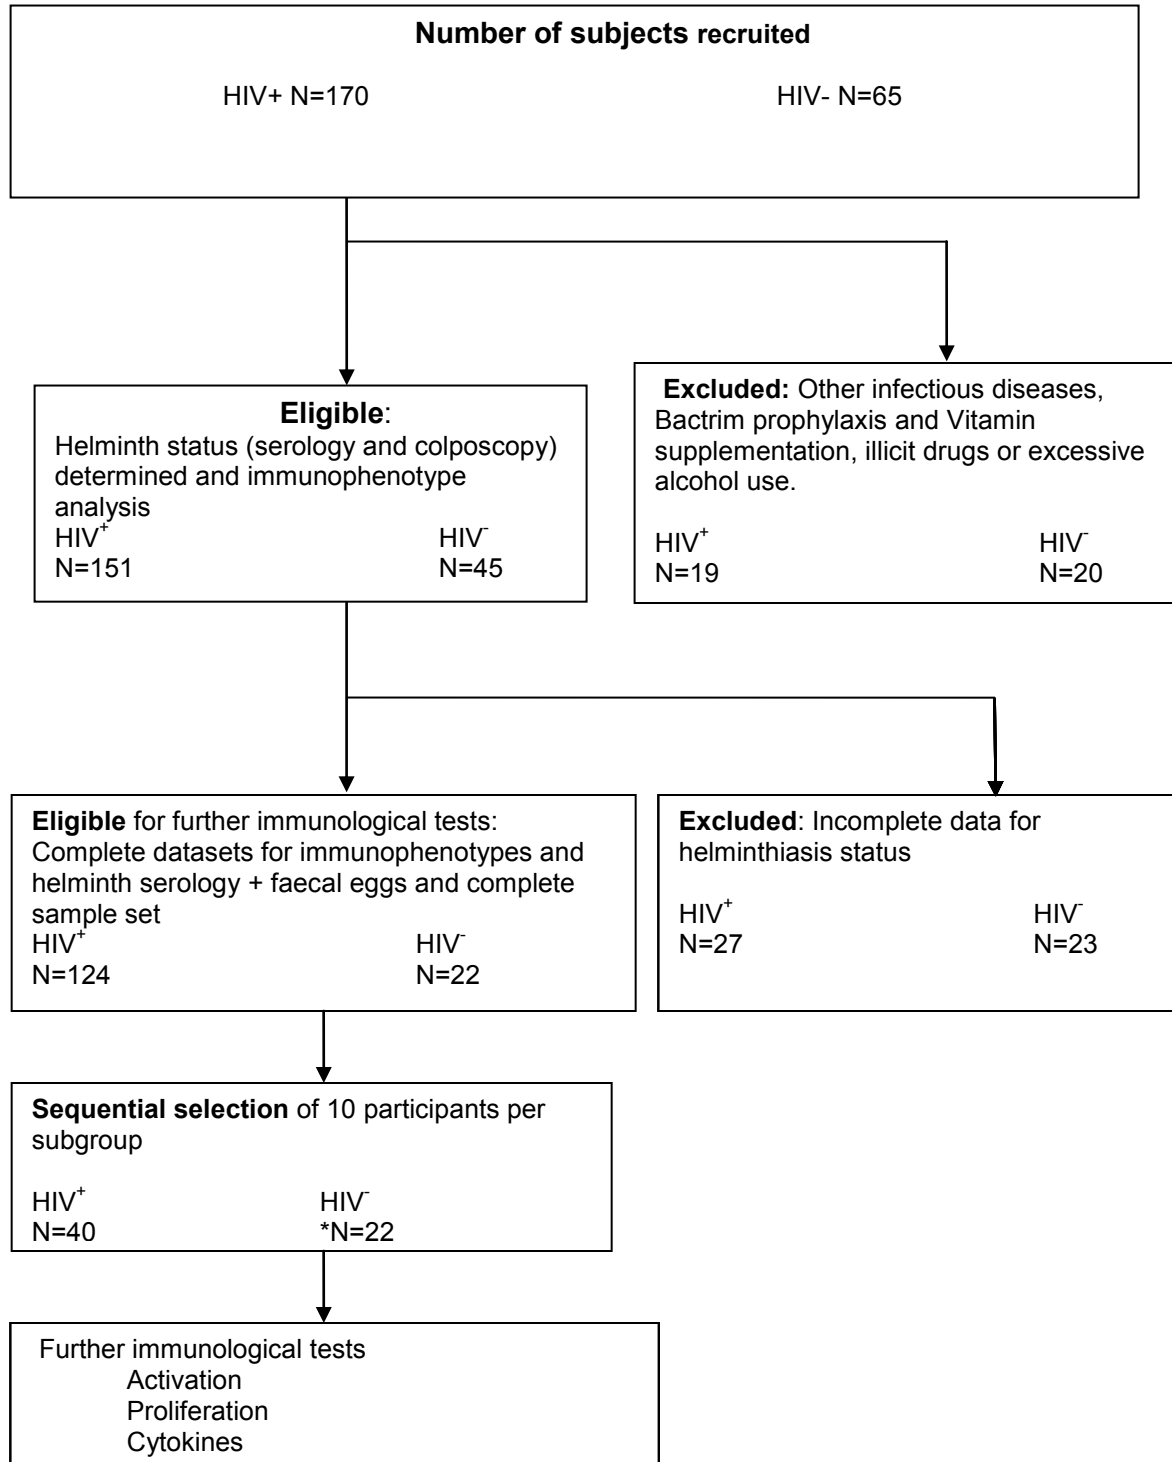 Number of subjects recruited
HIV+ N=170 HIV- N=65
Eligible:
Helminth status (serology and colposcopy)
determined and immunophenotype
analysis
HIV+ HIV-
N=151 N=45
Excluded: Other infectious diseases,
Bactrim prophylaxis and Vitamin
supplementation, illicit drugs or excessive
alcohol use.
HIV+ HIV-
N=19 N=20
Eligible for further immunological tests:
Complete datasets for immunophenotypes and
helminth serology + faecal eggs and complete
sample set
HIV+ HIV-
N=124 N=22
Excluded: Incomplete data for
helminthiasis status
HIV+ HIV-
N=27 N=23
Sequential selection of 10 participants per
subgroup
HIV+ HIV-
N=40 *N=22
Further immunological tests
Activation
Proliferation
Cytokines